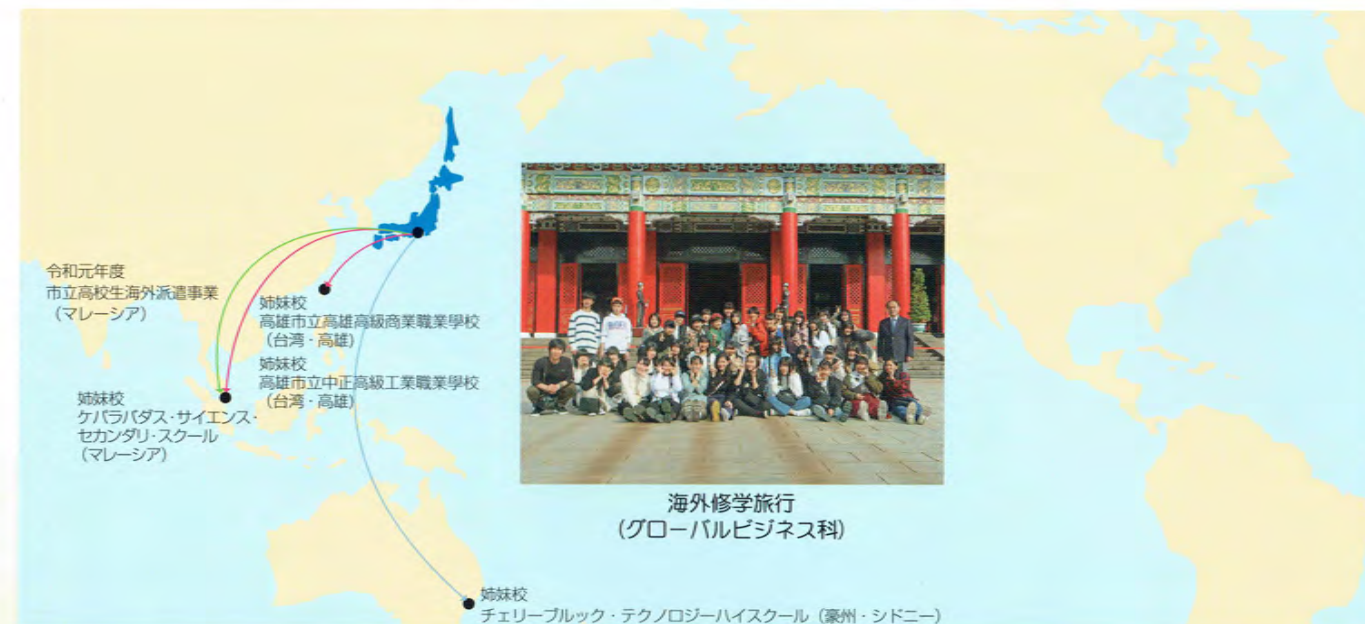 令和元年度
市立高校生海外派遣事業
（マレーシア）
姉妹校
高雄市立高雄高級商業職業學校
（台湾・高雄）
姉妹校
高雄市立中正高級工業職業學校
（台湾・高雄）
姉妹校
ケパラバダス・サイエンス・
セカンダリ・スクール
（マレーシア）
海外修学旅行
（グローバルビジネス科）
姉妹校
チェリーブルック・テクノロジーハイスクール（豪州・シドニー）